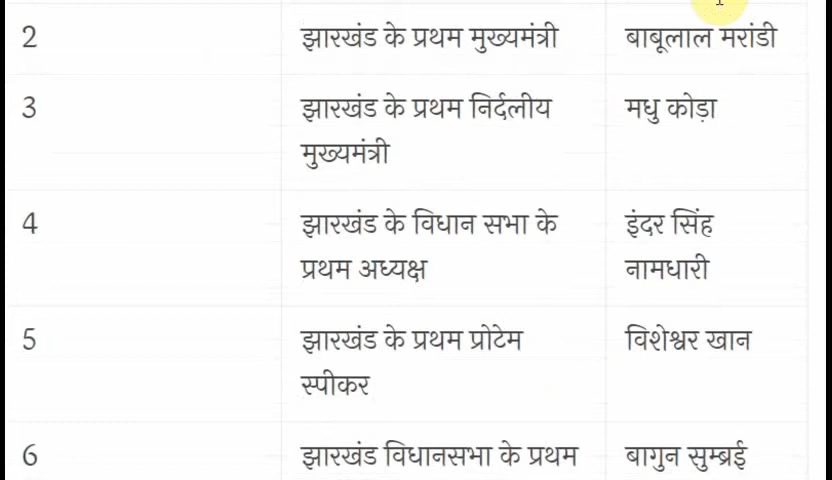 2 झारखंड के प्रथम मुख्यमंत्री बाबूलाल मरांडी
3 झारखंड के प्रथम निर्दलीय मधु कोड़ा
मुख्यमंत्री
4 झारखंड के विधान सभा के इंदर सिंह
प्रथम अध्यक्ष नामधारी
5 झारखंड के प्रथम प्रोटेम विशेश्वर खान
स्पीकर
6 झारखंड विधानसभा के प्रथम बागुन सुम्ब्रई